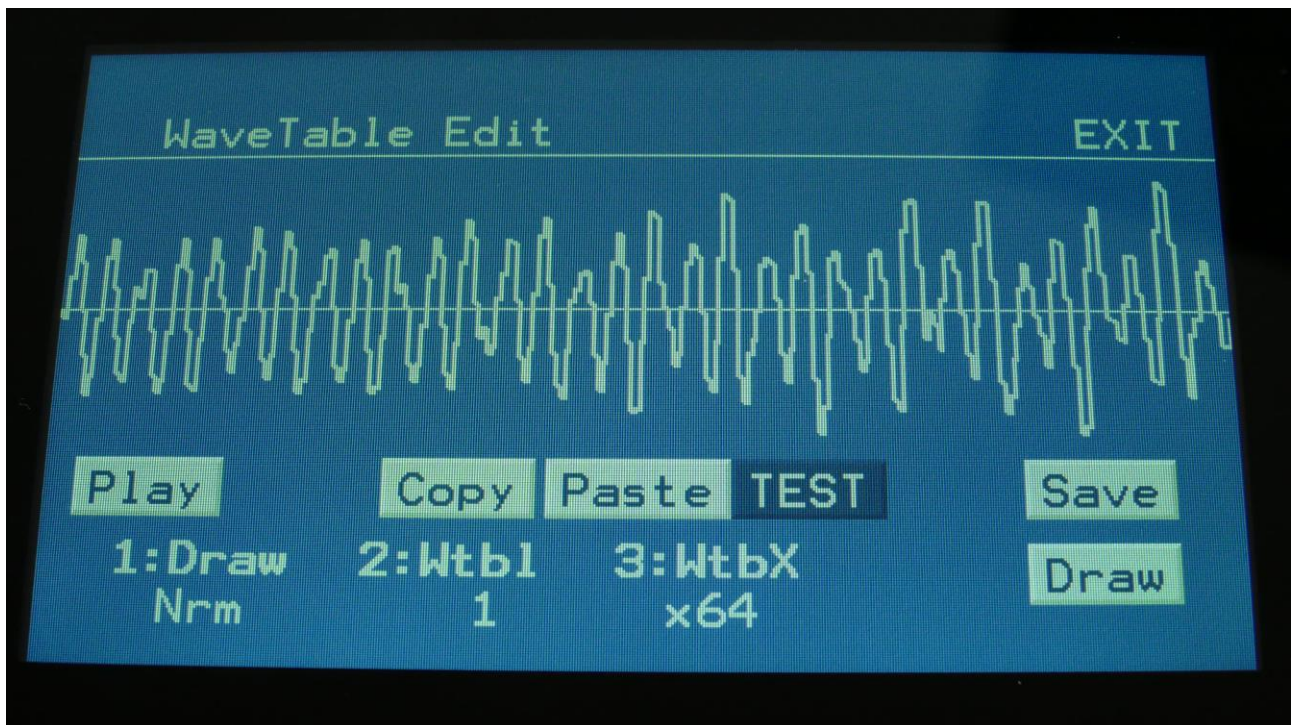 WaveTable Edit EXIT
Play Copy Paste TEST Save
1:Draw 2:Wtbl 3:WtbX Draw
Nrm 1 x64